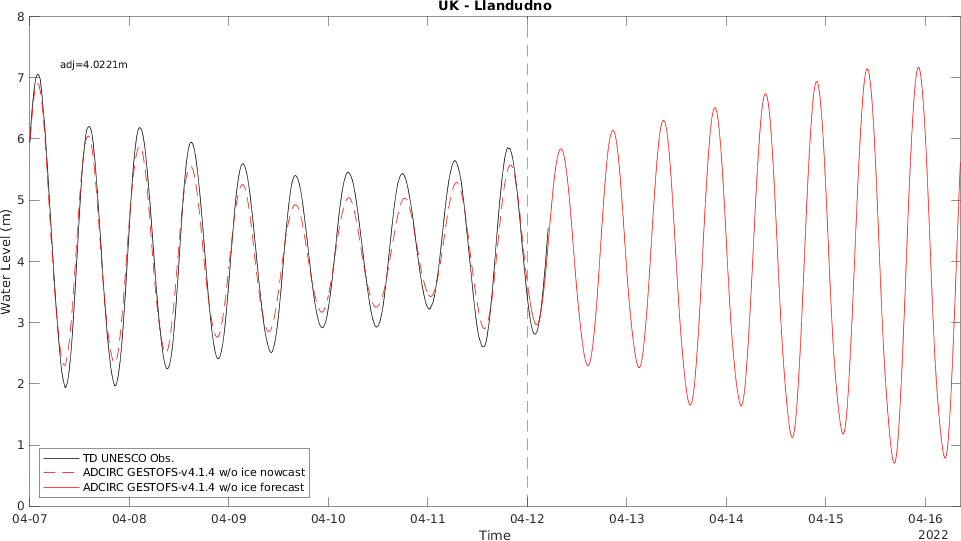 UK - Llandudno
adj=4.0221m
Water Level (m)
8
7
6
5
4
3
2
1
0
TD UNESCO Obs.
ADCIRC GESTOFS-v4.1.4 w/o ice nowcast
ADCIRC GESTOFS-v4.1.4 w/o ice forecast
04-07 04-08 04-09 04-10 04-11 04-12 04-13 04-14 04-15 04-16
Time
2022